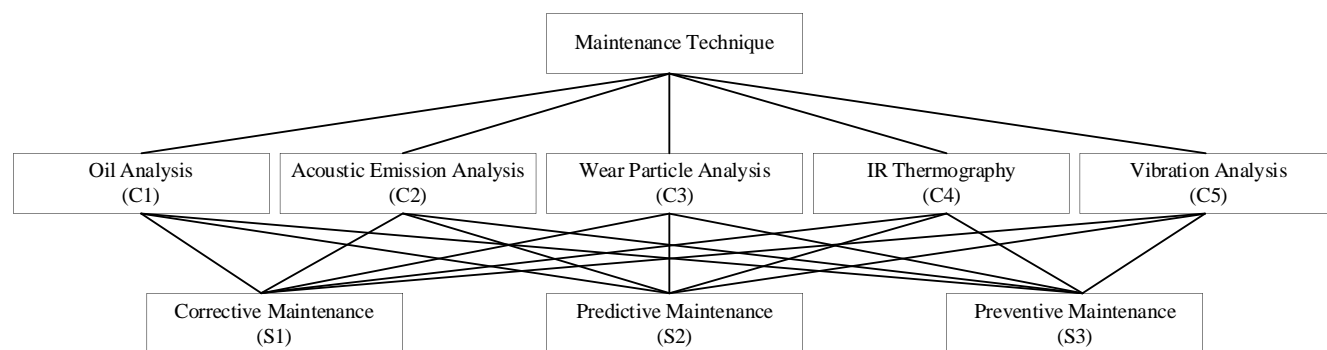 Maintenance Technique
Oil Analysis
(C1)
Acoustic Emission Analysis
(C2)
Wear Particle Analysis
(C3)
IR Thermography
(C4)
Vibration Analysis
(C5)
Corrective Maintenance
(S1)
Predictive Maintenance
(S2)
Preventive Maintenance
(S3)